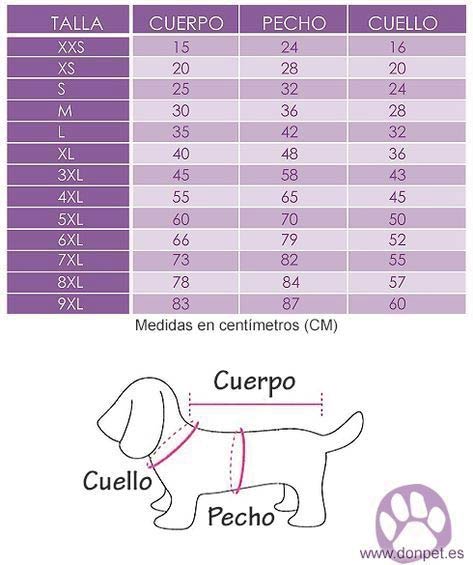 TALLA CUERPO PECHO CUELLO
XXS 15 24 16
XS 20 28 20
S 25 32 24
M 30 36 28
L 35 42 32
XL 40 48 36
3XL 45 58 43
4XL 55 65 45
5XL 60 70 50
6XL 66 79 52
7XL 73 82 55
8XL 78 84 57
9XL 83 87 60
Medidas en centímetros (CM)
Cuerpo
Cuello
Pecho
www.donpet.es